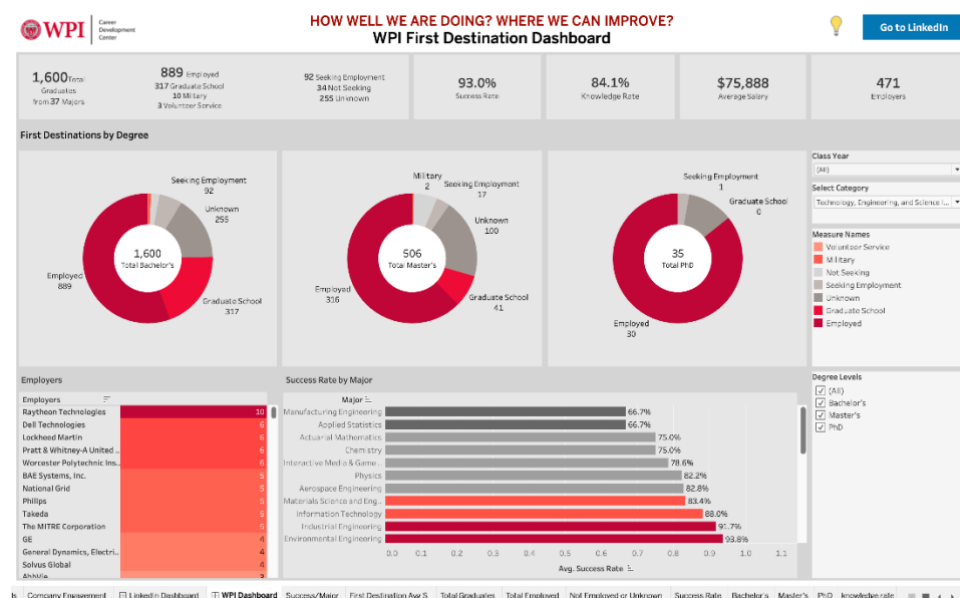 WPI
Career
Development
Center
HOW WELL WE ARE DOING? WHERE WE CAN IMPROVE?
WPI First Destination Dashboard
Go to LinkedIn
1,600 Total
Graduates
from 37 Majors
889 Employed
317 Graduate School
10 Military
3 Volunteer Service
92 Seeking Employment
34 Not Seeking
255 Unknown
93.0%
Success Rate
84.1%
Knowledge Rate
$75,888
Average Salary
471
Employers
First Destinations by Degree
Seeking Employment
92
Unknown
255
1,600
Total Bachelor's
Employed
889
Graduate School
317
Military
2
Seeking Employment
17
Unknown
100
506
Total Master's
Employed
316
Graduate School
41
Seeking Employment
1
Graduate School
0
35
Total PhD
Employed
30
Class Year
(All)
Select Category
Technology, Engineering, and Science I...
Measure Names
Volunteer Service
Military
Not Seeking
Seeking Employment
Unknown
Graduate School
Employed
Degree Levels
(All)
Bachelor's
Master's
PhD
Employers
Employers
Raytheon Technologies 10
Dell Technologies 6
Lockheed Martin 6
Pratt & Whitney-A United .. 6
Worcester Polytechnic Ins.. 6
BAE Systems, Inc. 5
National Grid 5
Philips 5
Takeda 5
The MITRE Corporation 5
GE 4
General Dynamics, Electri.. 4
Solvus Global 4
AbbVie 3
Success Rate by Major
Major
Manufacturing Engineering 66.7%
Applied Statistics 66.7%
Actuarial Mathematics 75.0%
Chemistry 75.0%
Interactive Media & Game.. 78.6%
Physics 82.2%
Aerospace Engineering 82.8%
Materials Science and Eng.. 83.4%
Information Technology 88.0%
Industrial Engineering 91.7%
Environmental Engineering 93.8%
0.0 0.1 0.2 0.3 0.4 0.5 0.6 0.7 0.8 0.9 1.0 1.1
Avg. Success Rate
Company Engagement LinkedIn Dashboard WPI Dashboard Success/Major First Destination Avg S Total Graduates Total Employed Not Employed or Unknown Success Rate Bachelor's Master's PhD knowledge rate